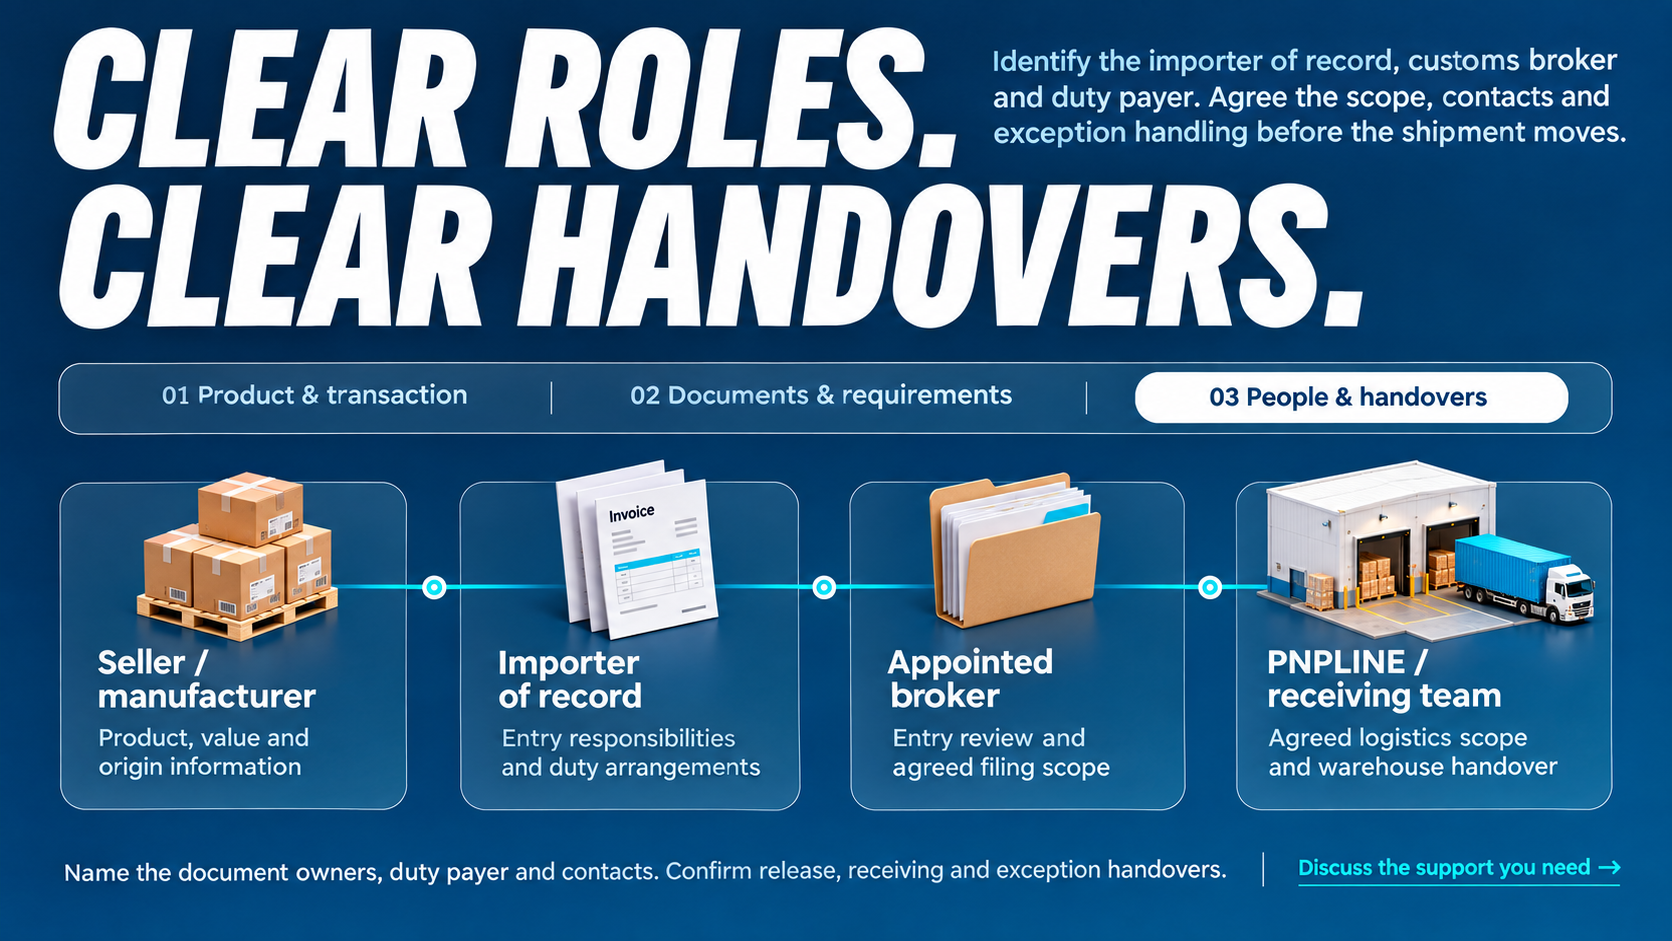 CLEAR ROLES.
CLEAR HANDOVERS.
Identify the importer of record, customs broker
and duty payer. Agree the scope, contacts and
exception handling before the shipment moves.
01 Product & transaction
02 Documents & requirements
03 People & handovers
Invoice
Seller /
manufacturer
Product, value and
origin information
Importer
of record
Entry responsibilities
and duty arrangements
Appointed
broker
Entry review and
agreed filing scope
PNPLINE /
receiving team
Agreed logistics scope
and warehouse handover
Name the document owners, duty payer and contacts. Confirm release, receiving and exception handovers.
Discuss the support you need →